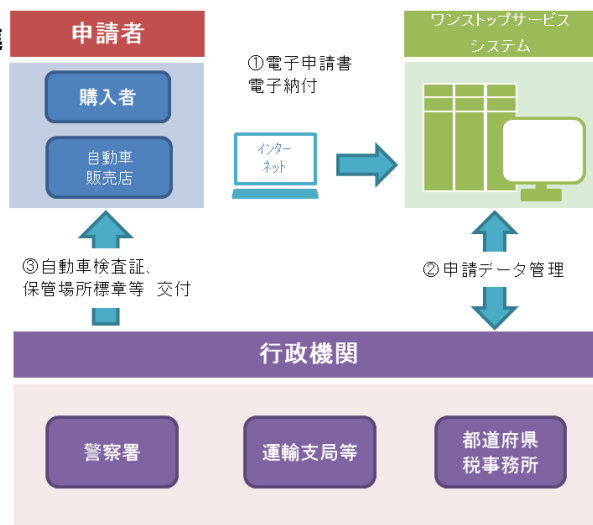 申請者
購入者
自動車
販売店
①電子申請書
電子納付
インター
ネット
ワンストップサービス
システム
③自動車検査証、
保管場所標章等 交付
②申請データ管理
行政機関
警察署
運輸支局等
都道府県
税事務所